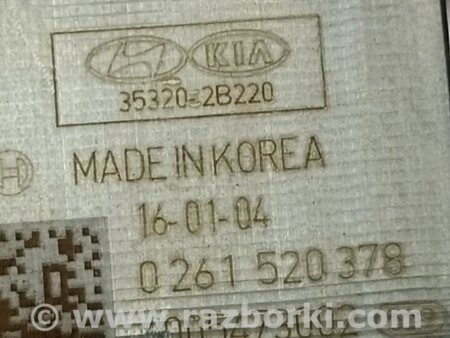 KIA
35320-2B220
MADE IN KOREA
16-01-04
0 261 520 378
© www.razborki.com